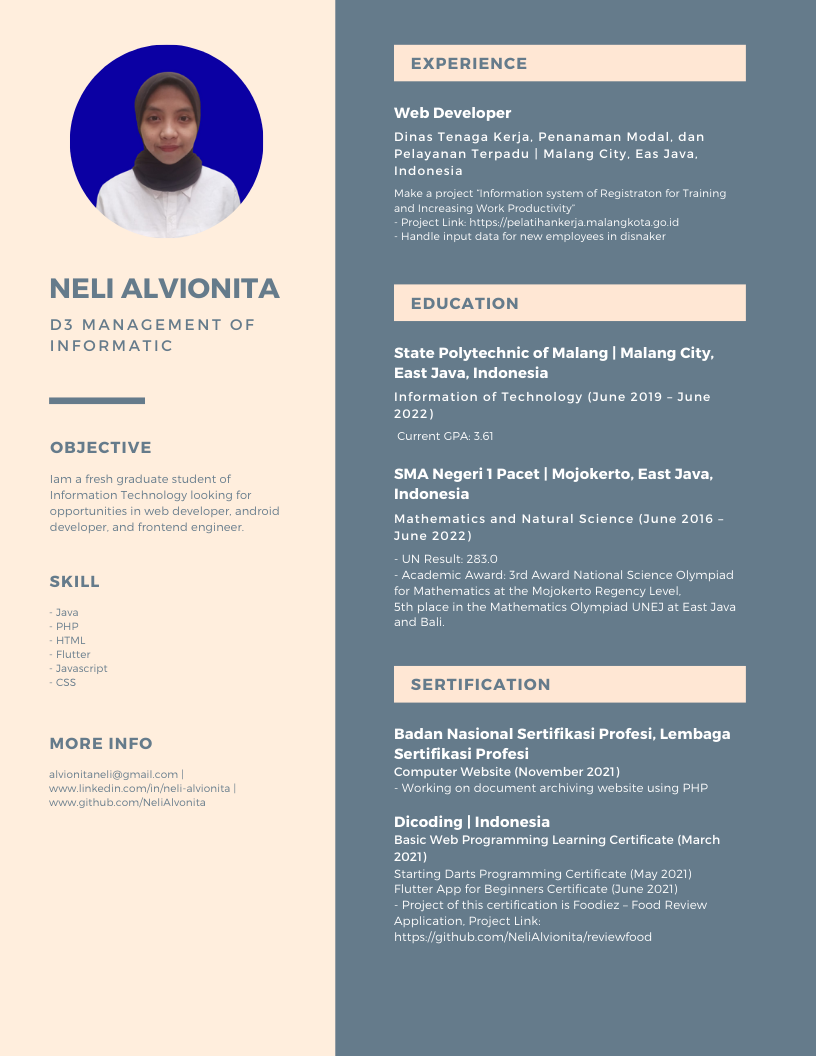 NELI ALVIONITA
D3 MANAGEMENT OF
INFORMATIC
OBJECTIVE
Iam a fresh graduate student of
Information Technology looking for
opportunities in web developer, android
developer, and frontend engineer.
SKILL
- Java
- PHP
- HTML
- Flutter
- Javascript
- CSS
MORE INFO
alvionitaneli@gmail.com |
www.linkedin.com/in/neli-alvionita |
www.github.com/NeliAlvonita
EXPERIENCE
Web Developer
Dinas Tenaga Kerja, Penanaman Modal, dan
Pelayanan Terpadu | Malang City, Eas Java,
Indonesia
Make a project “Information system of Registraton for Training
and Increasing Work Productivity”
- Project Link: https://pelatihankerja.malangkota.go.id
- Handle input data for new employees in disnaker
EDUCATION
State Polytechnic of Malang | Malang City,
East Java, Indonesia
Information of Technology (June 2019 – June
2022)
Current GPA: 3.61
SMA Negeri 1 Pacet | Mojokerto, East Java,
Indonesia
Mathematics and Natural Science (June 2016 –
June 2022)
- UN Result: 283.0
- Academic Award: 3rd Award National Science Olympiad
for Mathematics at the Mojokerto Regency Level,
5th place in the Mathematics Olympiad UNEJ at East Java
and Bali.
SERTIFICATION
Badan Nasional Sertifikasi Profesi, Lembaga
Sertifikasi Profesi
Computer Website (November 2021)
- Working on document archiving website using PHP
Dicoding | Indonesia
Basic Web Programming Learning Certificate (March
2021)
Starting Darts Programming Certificate (May 2021)
Flutter App for Beginners Certificate (June 2021)
- Project of this certification is Foodiez – Food Review
Application, Project Link:
https://github.com/NeliAlvionita/reviewfood